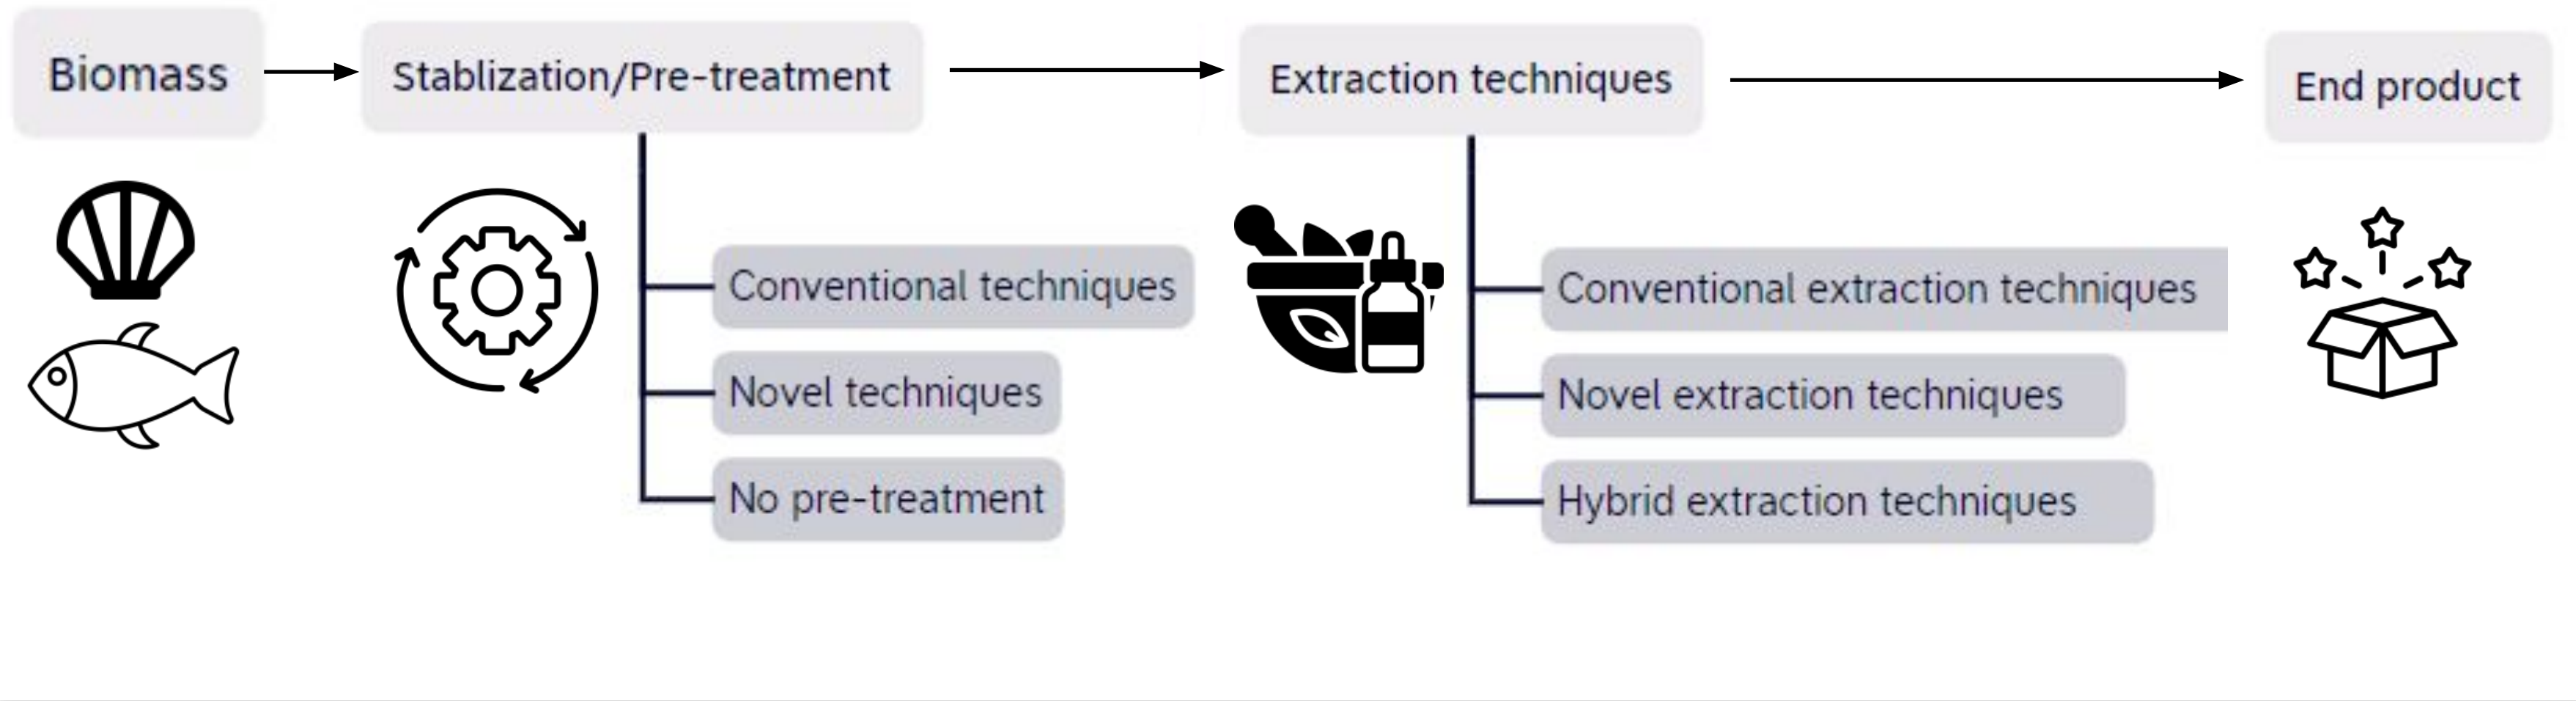 Biomass
Stablization/Pre-treatment
Extraction techniques
End product
Conventional techniques
Novel techniques
No pre-treatment
Conventional extraction techniques
Novel extraction techniques
Hybrid extraction techniques